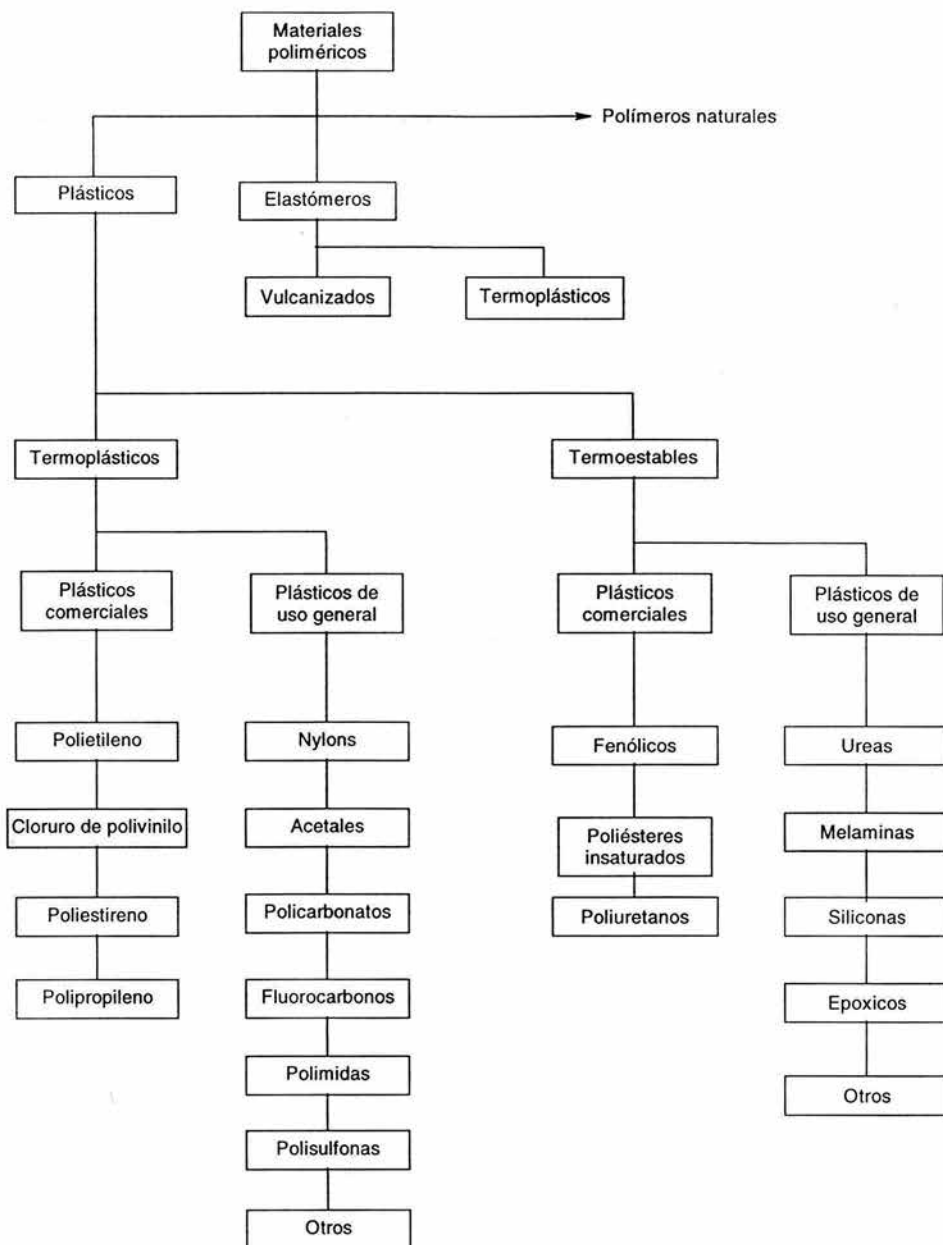 Materiales
poliméricos
Polímeros naturales
Plásticos
Elastómeros
Vulcanizados
Termoplásticos
Termoplásticos
Termoestables
Plásticos
comerciales
Plásticos de
uso general
Plásticos
comerciales
Plásticos de
uso general
Polietileno
Nylons
Fenólicos
Ureas
Cloruro de polivinilo
Acetales
Poliésteres
insaturados
Melaminas
Poliestireno
Policarbonatos
Poliuretanos
Siliconas
Polipropileno
Fluorocarbonos
Epoxicos
Polimidas
Otros
Polisulfonas
Otros